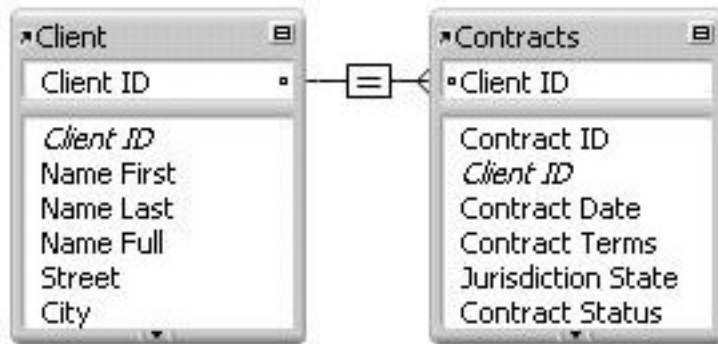 Client
Client ID
Client ID
Name First
Name Last
Name Full
Street
City
=
Contracts
Client ID
Contract ID
Client ID
Contract Date
Contract Terms
Jurisdiction State
Contract Status